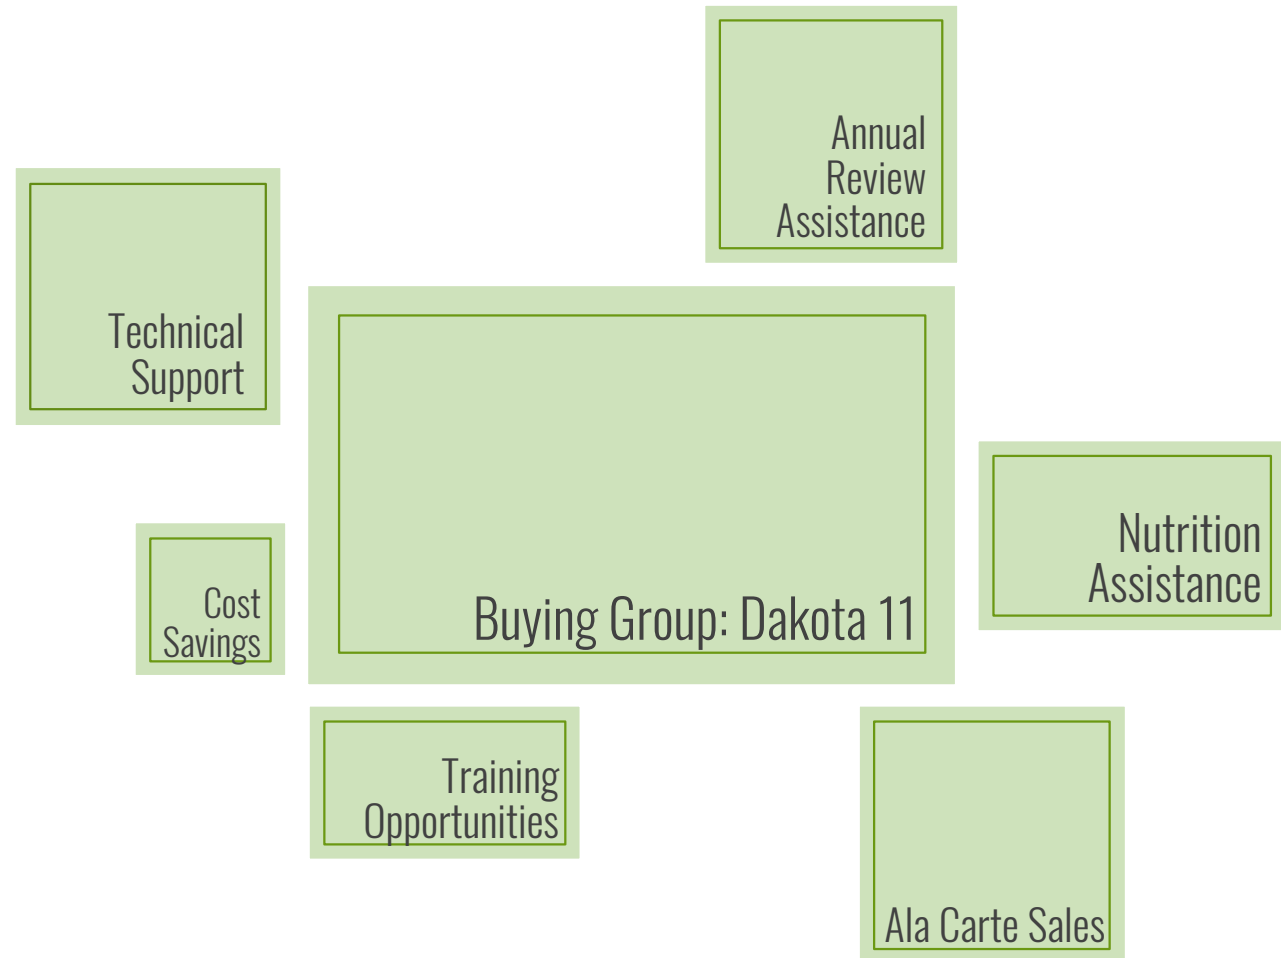 Annual
Review
Assistance
Technical
Support
Nutrition
Assistance
Cost
Savings
Buying Group: Dakota 11
Training
Opportunities
Ala Carte Sales